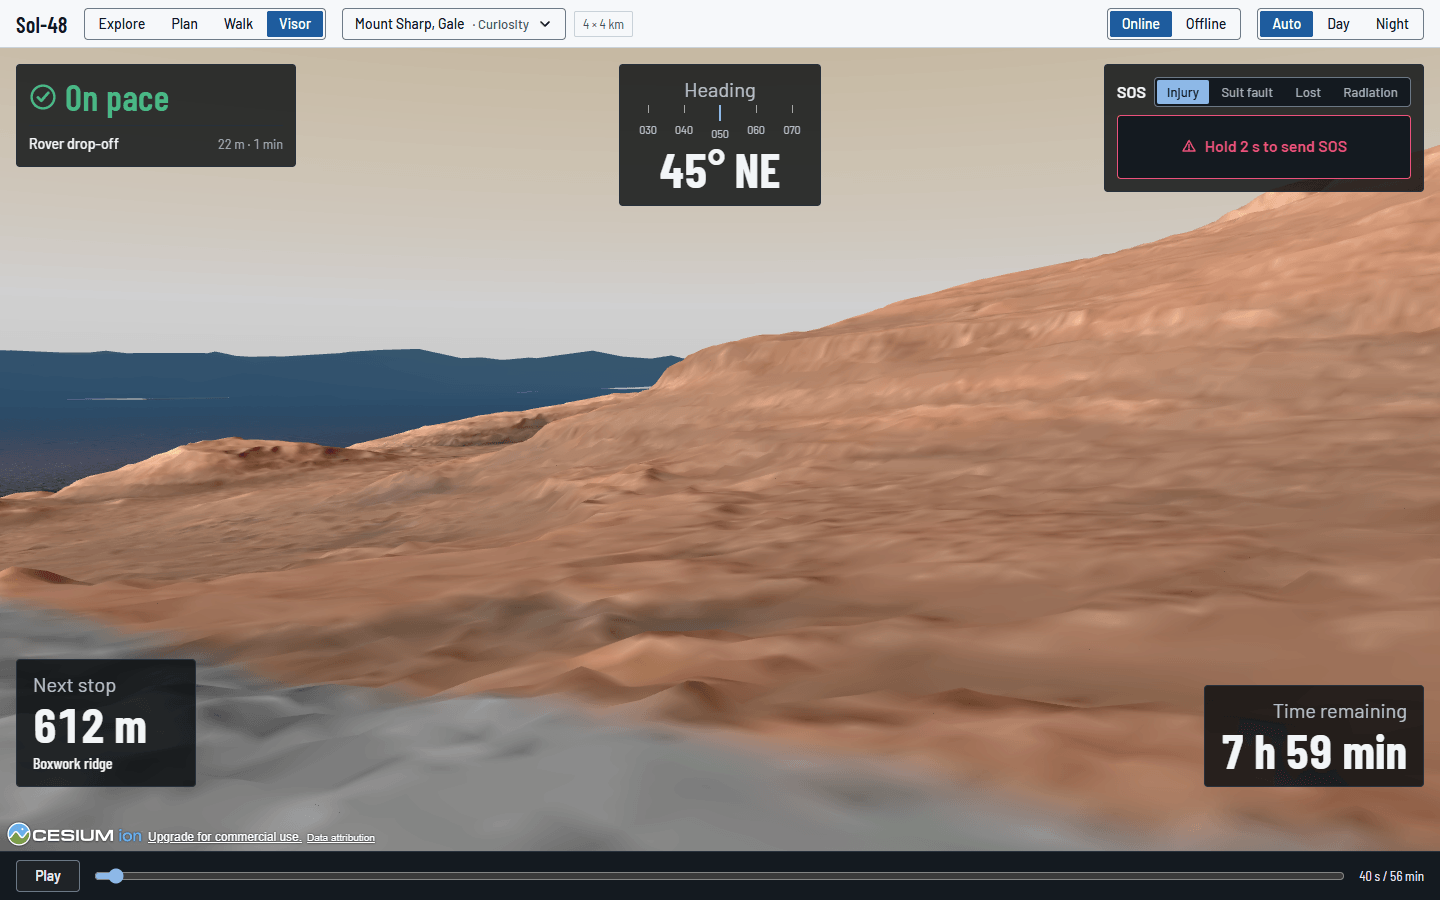 Sol-48 Explore Plan Walk Visor Mount Sharp, Gale · Curiosity 4 × 4 km Online Offline Auto Day Night
On pace
Rover drop-off 22 m · 1 min
Heading
030 040 050 060 070
45° NE
SOS Injury Suit fault Lost Radiation
Hold 2 s to send SOS
Next stop
612 m
Boxwork ridge
Time remaining
7 h 59 min
CESIUM ion Upgrade for commercial use. Data attribution
Play 40 s / 56 min